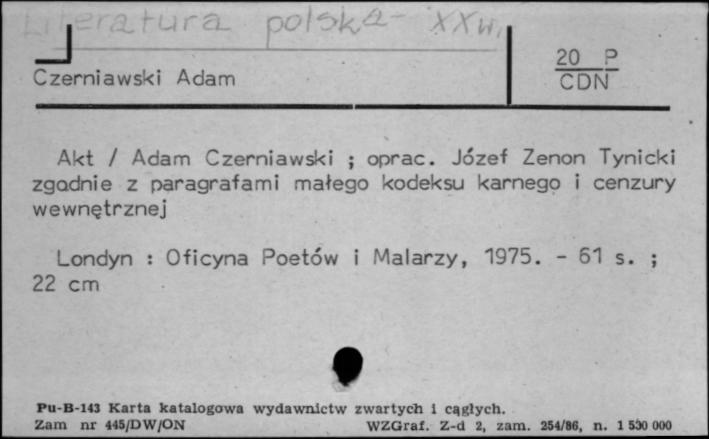 Literatura polska - XX w.
Czerniawski Adam
20 P
CDN
Akt / Adam Czerniawski ; oprac. Józef Zenon Tynicki
zgodnie z paragrafami małego kodeksu karnego i cenzury
wewnętrznej
Londyn : Oficyna Poetów i Malarzy, 1975. - 61 s. ;
22 cm
Pu-B-143 Karta katalogowa wydawnictw zwartych i ciągłych.
Zam nr 445/DW/ON WZGraf. Z-d 2, zam. 254/86, n. 1 530 000